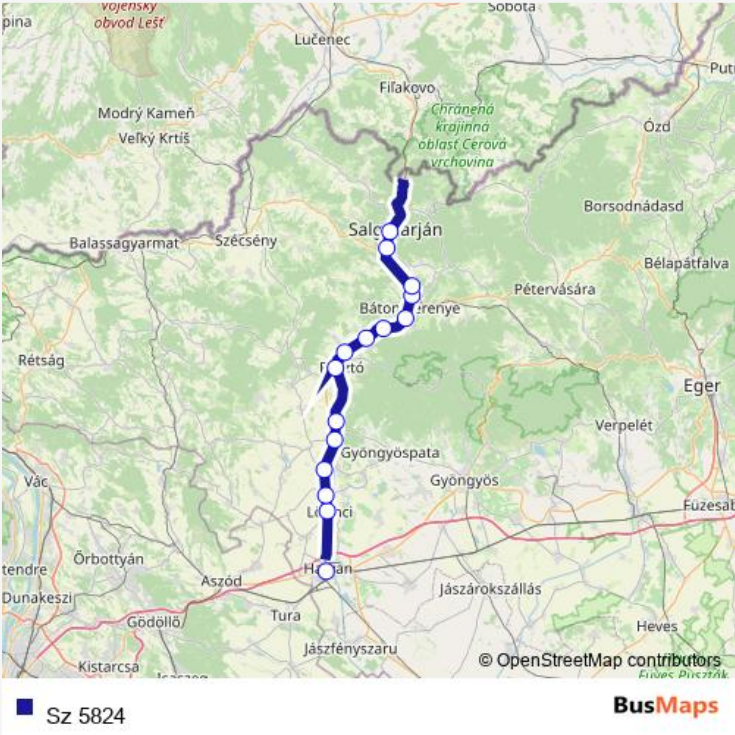 Vojenský
obvod Lešť
pina
Sobota
Lučenec
Putn
Fiľakovo
Chránená
krajinná
oblasť Cerová
vrchovina
Modrý Kameň
Veľký Krtíš
Ózd
Borsodnádasd
Balassagyarmat
Szécsény
Bélapátfalva
Pétervására
Rétság
Eger
Verpelét
Gyöngyöspata
Vác
Gyöngyös
Füzesab
Örbottyán
tendre
Aszód
Dunakeszi
Jászárokszállás
Gödöllő
Tura
Heves
Jászfényszaru
Kistarcsa
© OpenStreetMap contributors
Sz 5824
BusMaps